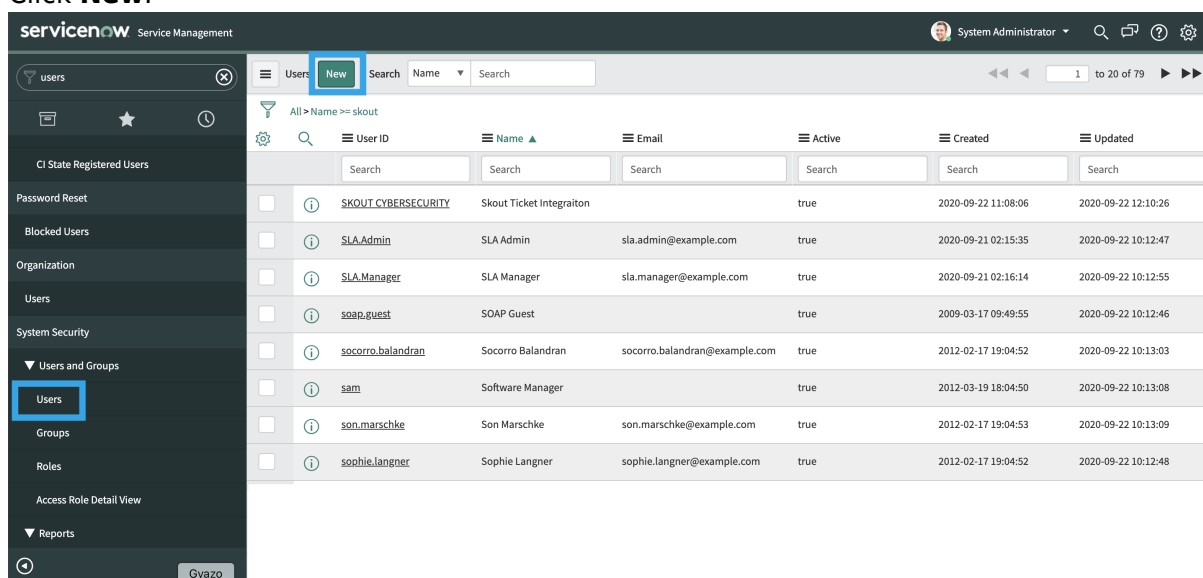 Click New.
servicenow Service Management
System Administrator
users
Users New Search Name Search
1 to 20 of 79
All > Name >= skout
User ID Name Email Active Created Updated
Search Search Search Search Search Search
CI State Registered Users
Password Reset
Blocked Users
Organization
Users
System Security
Users and Groups
Users
Groups
Roles
Access Role Detail View
Reports
Gyazo
SKOUT CYBERSECURITY Skout Ticket Integraiton true 2020-09-22 11:08:06 2020-09-22 12:10:26
SLA.Admin SLA Admin sla.admin@example.com true 2020-09-21 02:15:35 2020-09-22 10:12:47
SLA.Manager SLA Manager sla.manager@example.com true 2020-09-21 02:16:14 2020-09-22 10:12:55
soap.guest SOAP Guest true 2009-03-17 09:49:55 2020-09-22 10:12:46
socorro.balandran Socorro Balandran socorro.balandran@example.com true 2012-02-17 19:04:52 2020-09-22 10:13:03
sam Software Manager true 2012-03-19 18:04:50 2020-09-22 10:13:08
son.marschke Son Marschke son.marschke@example.com true 2012-02-17 19:04:53 2020-09-22 10:13:09
sophie.langner Sophie Langner sophie.langner@example.com true 2012-02-17 19:04:52 2020-09-22 10:12:48